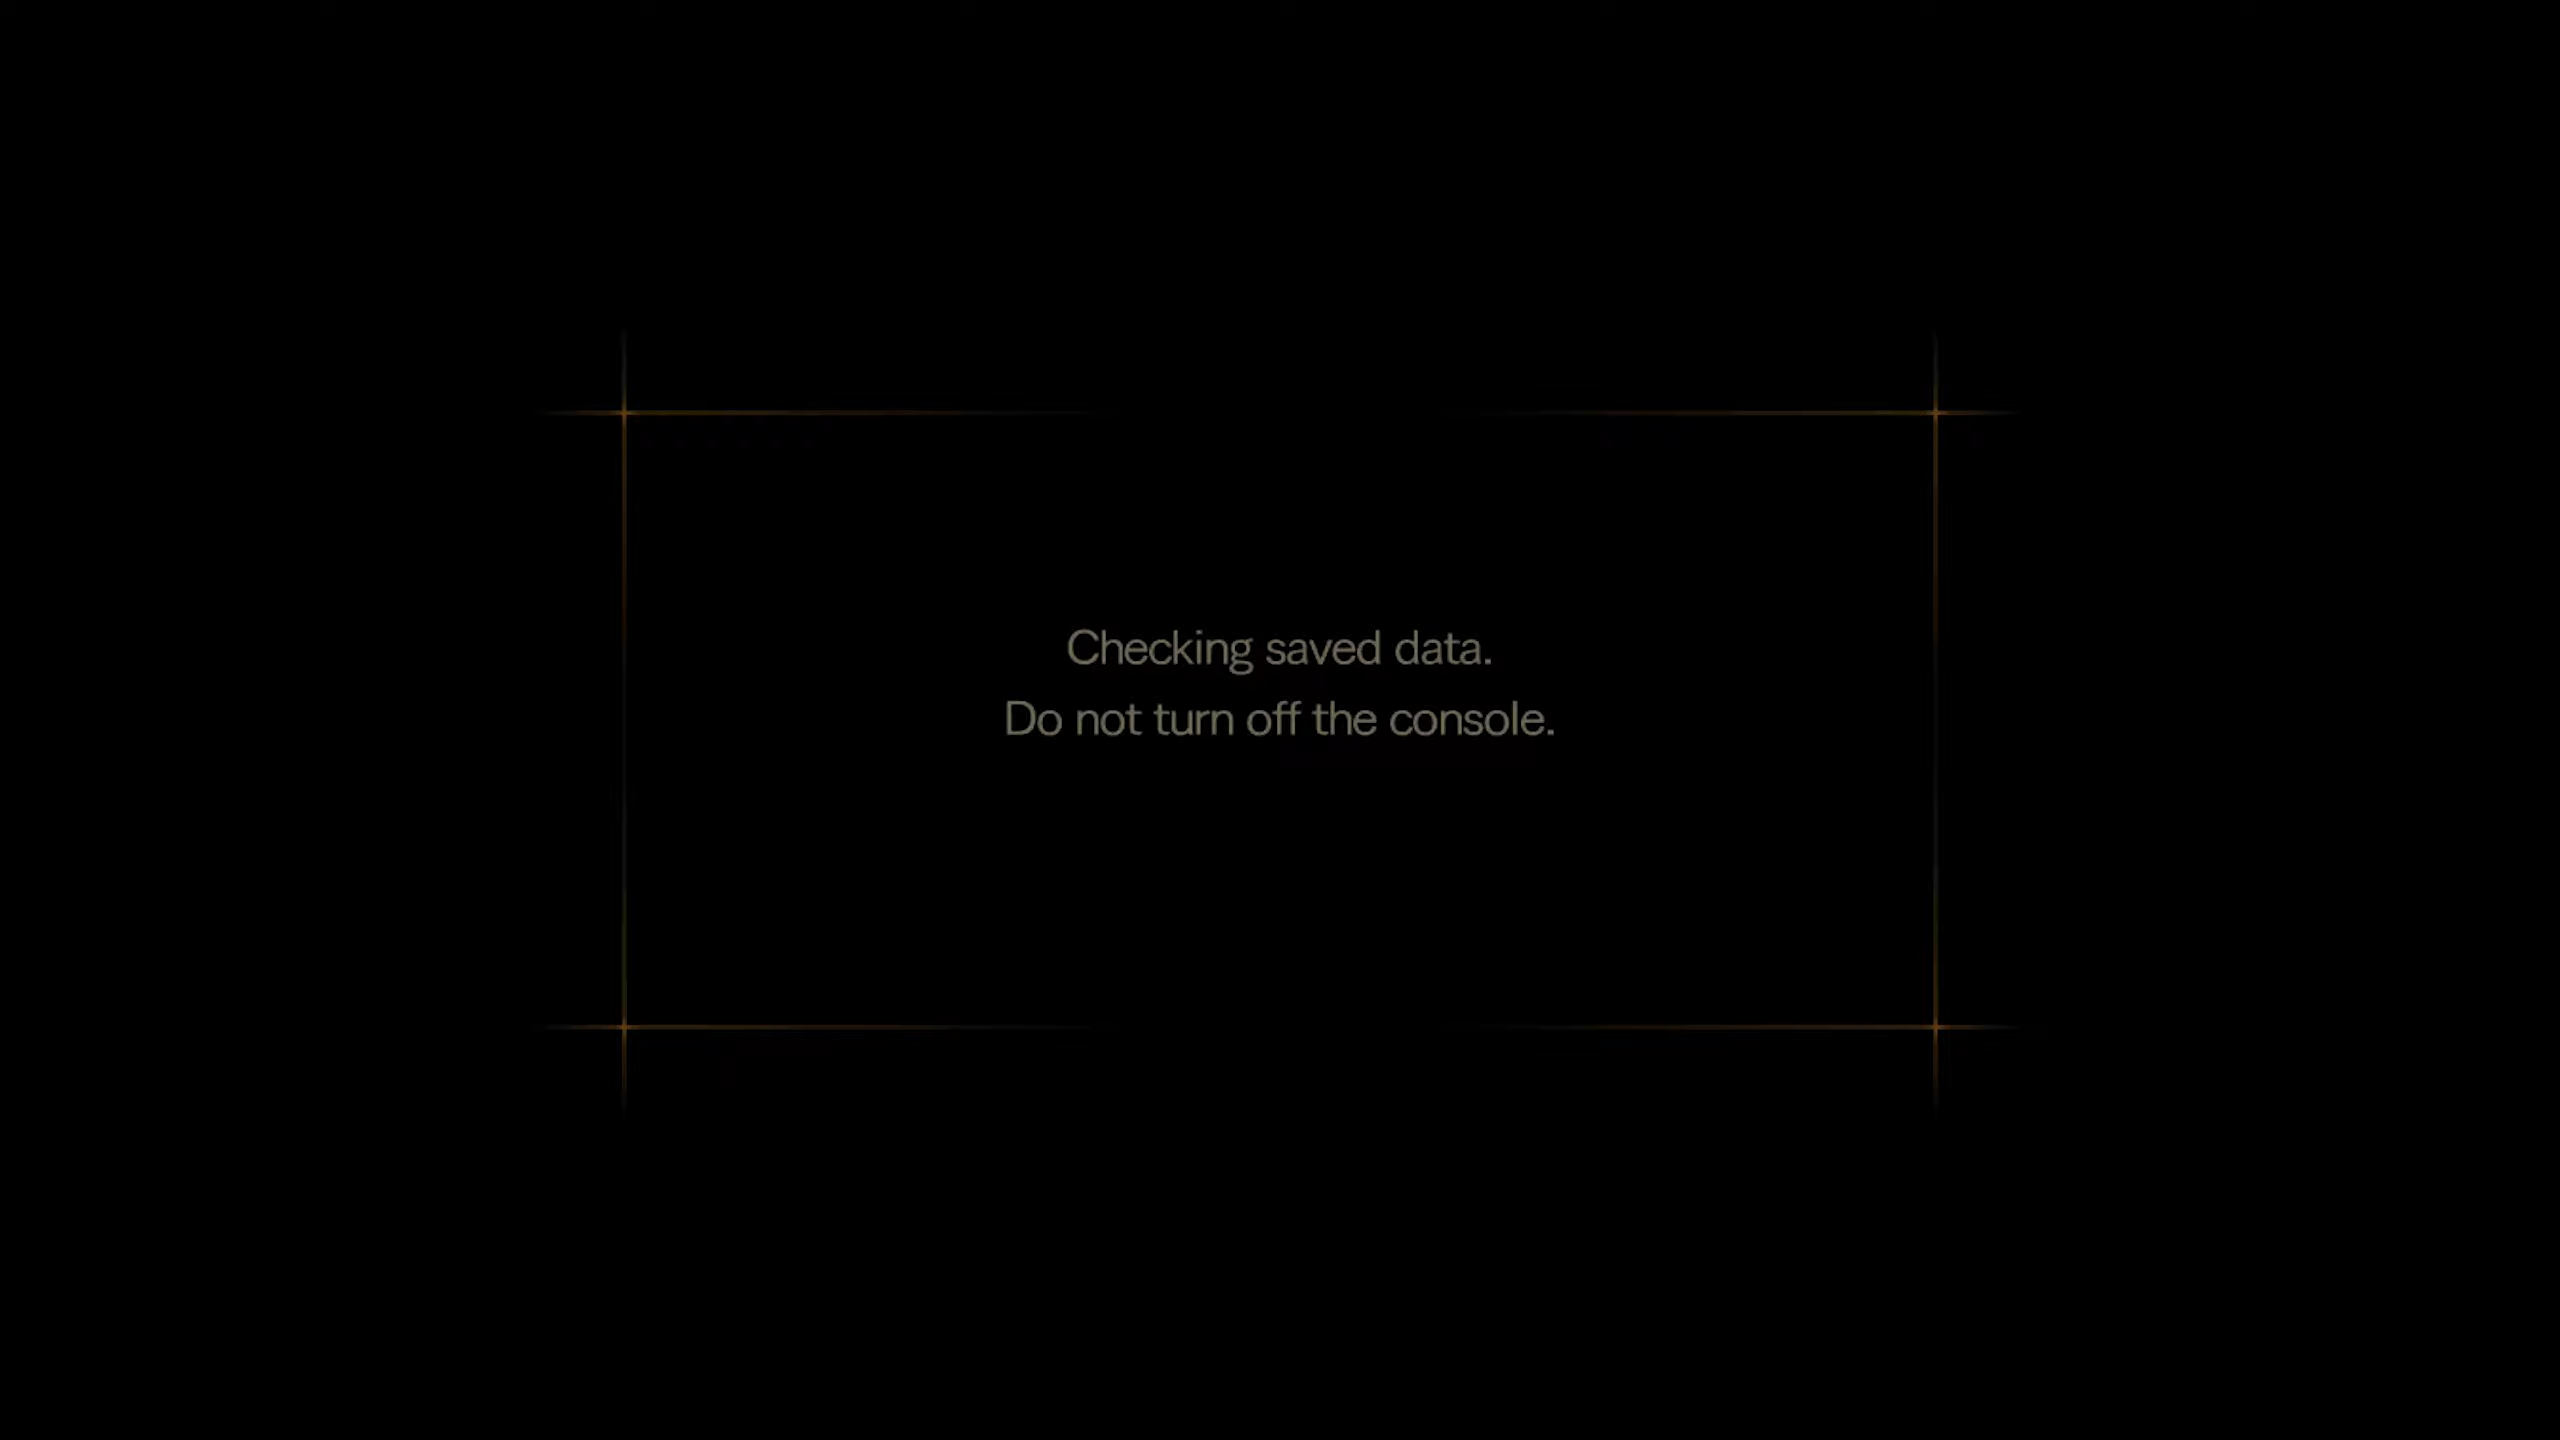 Checking saved data.
Do not turn off the console.